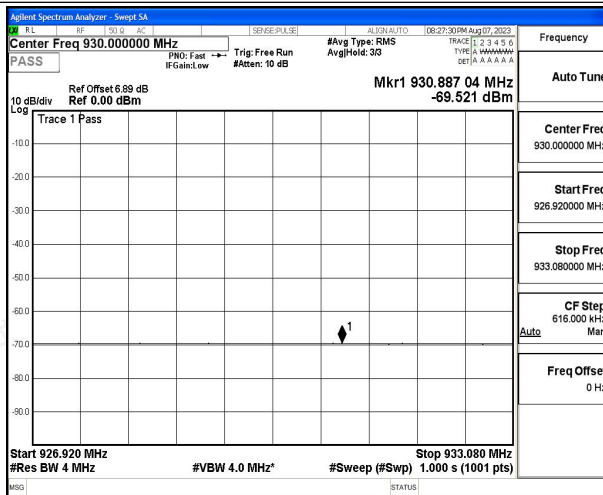 Agilent Spectrum Analyzer - Swept SA
LXI RL RF 50 Ω AC SENSE:PULSE ALIGN AUTO 08:27:30 PM Aug 07, 2023
Center Freq 930.000000 MHz
PASS
PNO: Fast
IFGain:Low
Trig: Free Run
#Atten: 10 dB
#Avg Type: RMS
Avg|Hold: 3/3
TRACE 1 2 3 4 5 6
TYPE A WWWWW
DET A A A A A A
Ref Offset 6.89 dB
10 dB/div Ref 0.00 dBm
Log
Mkr1 930.887 04 MHz
-69.521 dBm
Trace 1 Pass
-10.0
-20.0
-30.0
-40.0
-50.0
-60.0
1
-70.0
-80.0
-90.0
Start 926.920 MHz
Stop 933.080 MHz
#Res BW 4 MHz
#VBW 4.0 MHz*
#Sweep (#Swp) 1.000 s (1001 pts)
MSG STATUS
Frequency
Auto Tune
Center Freq
930.000000 MHz
Start Freq
926.920000 MHz
Stop Freq
933.080000 MHz
CF Step
616.000 kHz
Auto Man
Freq Offset
0 Hz